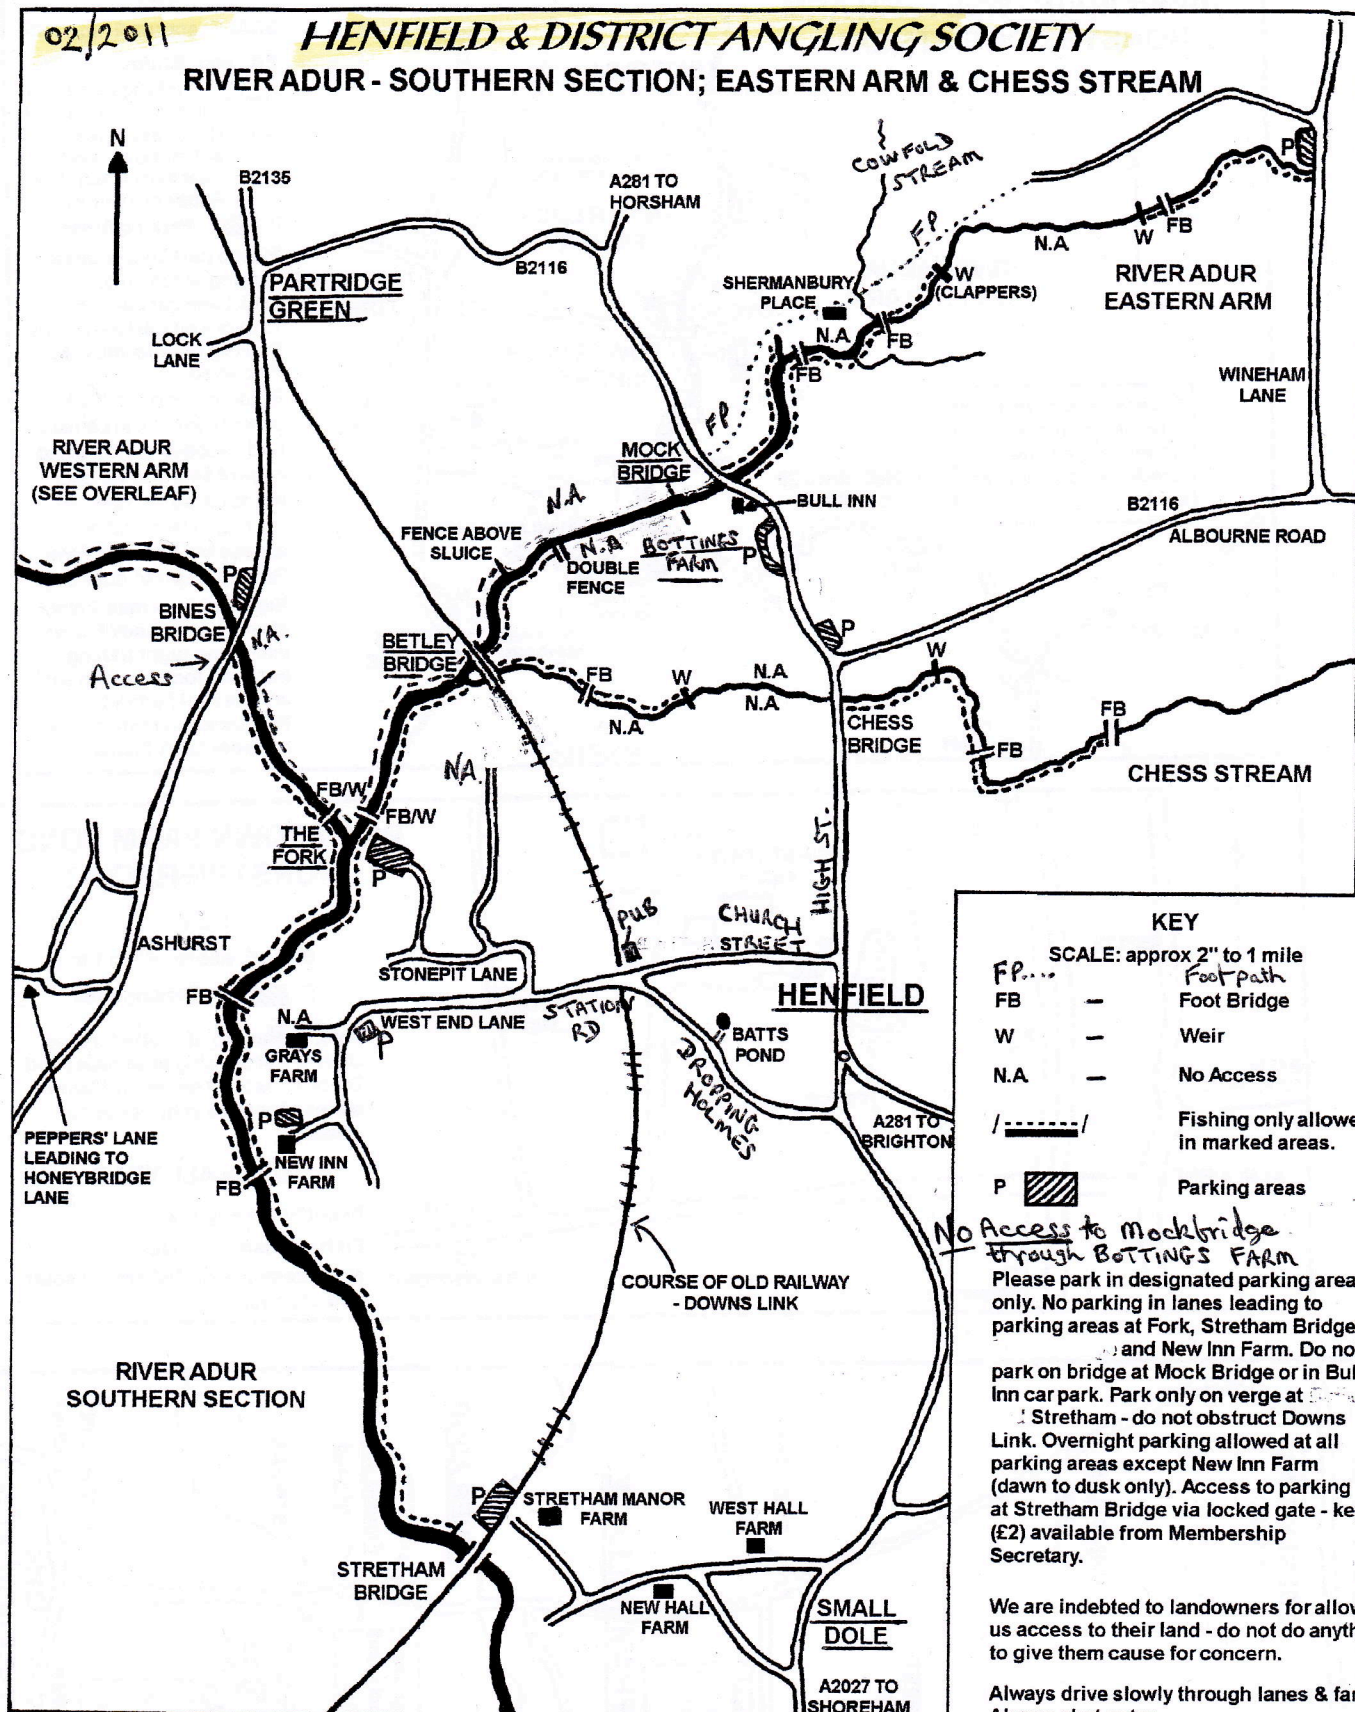 02/2011
HENFIELD & DISTRICT ANGLING SOCIETY
RIVER ADUR - SOUTHERN SECTION; EASTERN ARM & CHESS STREAM
N
B2135
A281 TO
HORSHAM
COWFOLD
STREAM
P
FP
N.A.
W
FB
B2116
PARTRIDGE
GREEN
SHERMANBURY
PLACE
W
(CLAPPERS)
RIVER ADUR
EASTERN ARM
LOCK
LANE
N.A.
FB
FB
WINEHAM
LANE
FP
RIVER ADUR
WESTERN ARM
(SEE OVERLEAF)
MOCK
BRIDGE
N.A.
BULL INN
B2116
ALBOURNE ROAD
FENCE ABOVE
SLUICE
N.A
DOUBLE
FENCE
BOTTINGS
FARM
P
P
BINES
BRIDGE
N.A.
Access
BETLEY
BRIDGE
P
W
FB
W
N.A.
N.A.
N.A.
CHESS
BRIDGE
FB
FB
CHESS STREAM
N.A.
FB/W
FB/W
THE
FORK
P
HIGH ST.
PUB
CHURCH
STREET
ASHURST
STONEPIT LANE
HENFIELD
FB
N.A
WEST END LANE
STATION
RD
P
GRAYS
FARM
BATTS
POND
DROPPING
HOLMES
P
NEW INN
FARM
A281 TO
BRIGHTON
PEPPERS' LANE
LEADING TO
HONEYBRIDGE
LANE
FB
COURSE OF OLD RAILWAY
- DOWNS LINK
RIVER ADUR
SOUTHERN SECTION
P
STRETHAM MANOR
FARM
WEST HALL
FARM
STRETHAM
BRIDGE
NEW HALL
FARM
SMALL
DOLE
A2027 TO
SHOREHAM
KEY
SCALE: approx 2" to 1 mile
FP.... Footpath
FB - Foot Bridge
W - Weir
N.A. - No Access
/ / Fishing only allowe
in marked areas.
P Parking areas
No Access to Mockbridge
through BOTTINGS FARM
Please park in designated parking area
only. No parking in lanes leading to
parking areas at Fork, Stretham Bridge
and New Inn Farm. Do no
park on bridge at Mock Bridge or in Bul
Inn car park. Park only on verge at
Stretham - do not obstruct Downs
Link. Overnight parking allowed at all
parking areas except New Inn Farm
(dawn to dusk only). Access to parking
at Stretham Bridge via locked gate - ke
(£2) available from Membership
Secretary.
We are indebted to landowners for allow
us access to their land - do not do anyth
to give them cause for concern.
Always drive slowly through lanes & far